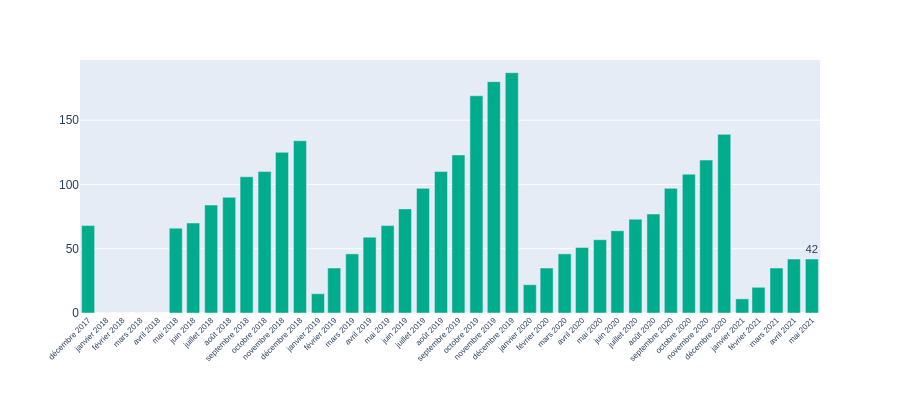 150
100
50
0
42
décembre 2017
janvier 2018
février 2018
mars 2018
avril 2018
mai 2018
juin 2018
juillet 2018
août 2018
septembre 2018
octobre 2018
novembre 2018
décembre 2018
janvier 2019
février 2019
mars 2019
avril 2019
mai 2019
juin 2019
juillet 2019
août 2019
septembre 2019
octobre 2019
novembre 2019
décembre 2019
janvier 2020
février 2020
mars 2020
avril 2020
mai 2020
juin 2020
juillet 2020
août 2020
septembre 2020
octobre 2020
novembre 2020
décembre 2020
janvier 2021
février 2021
mars 2021
avril 2021
mai 2021